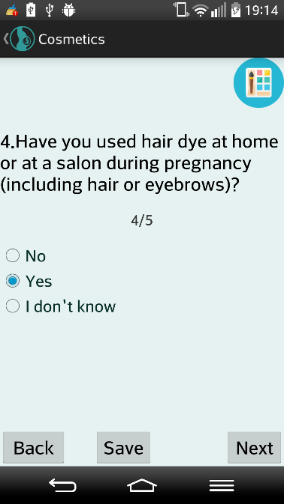 19:14
Cosmetics
4.Have you used hair dye at home
or at a salon during pregnancy
(including hair or eyebrows)?
4/5
No
Yes
I don't know
Back Save Next